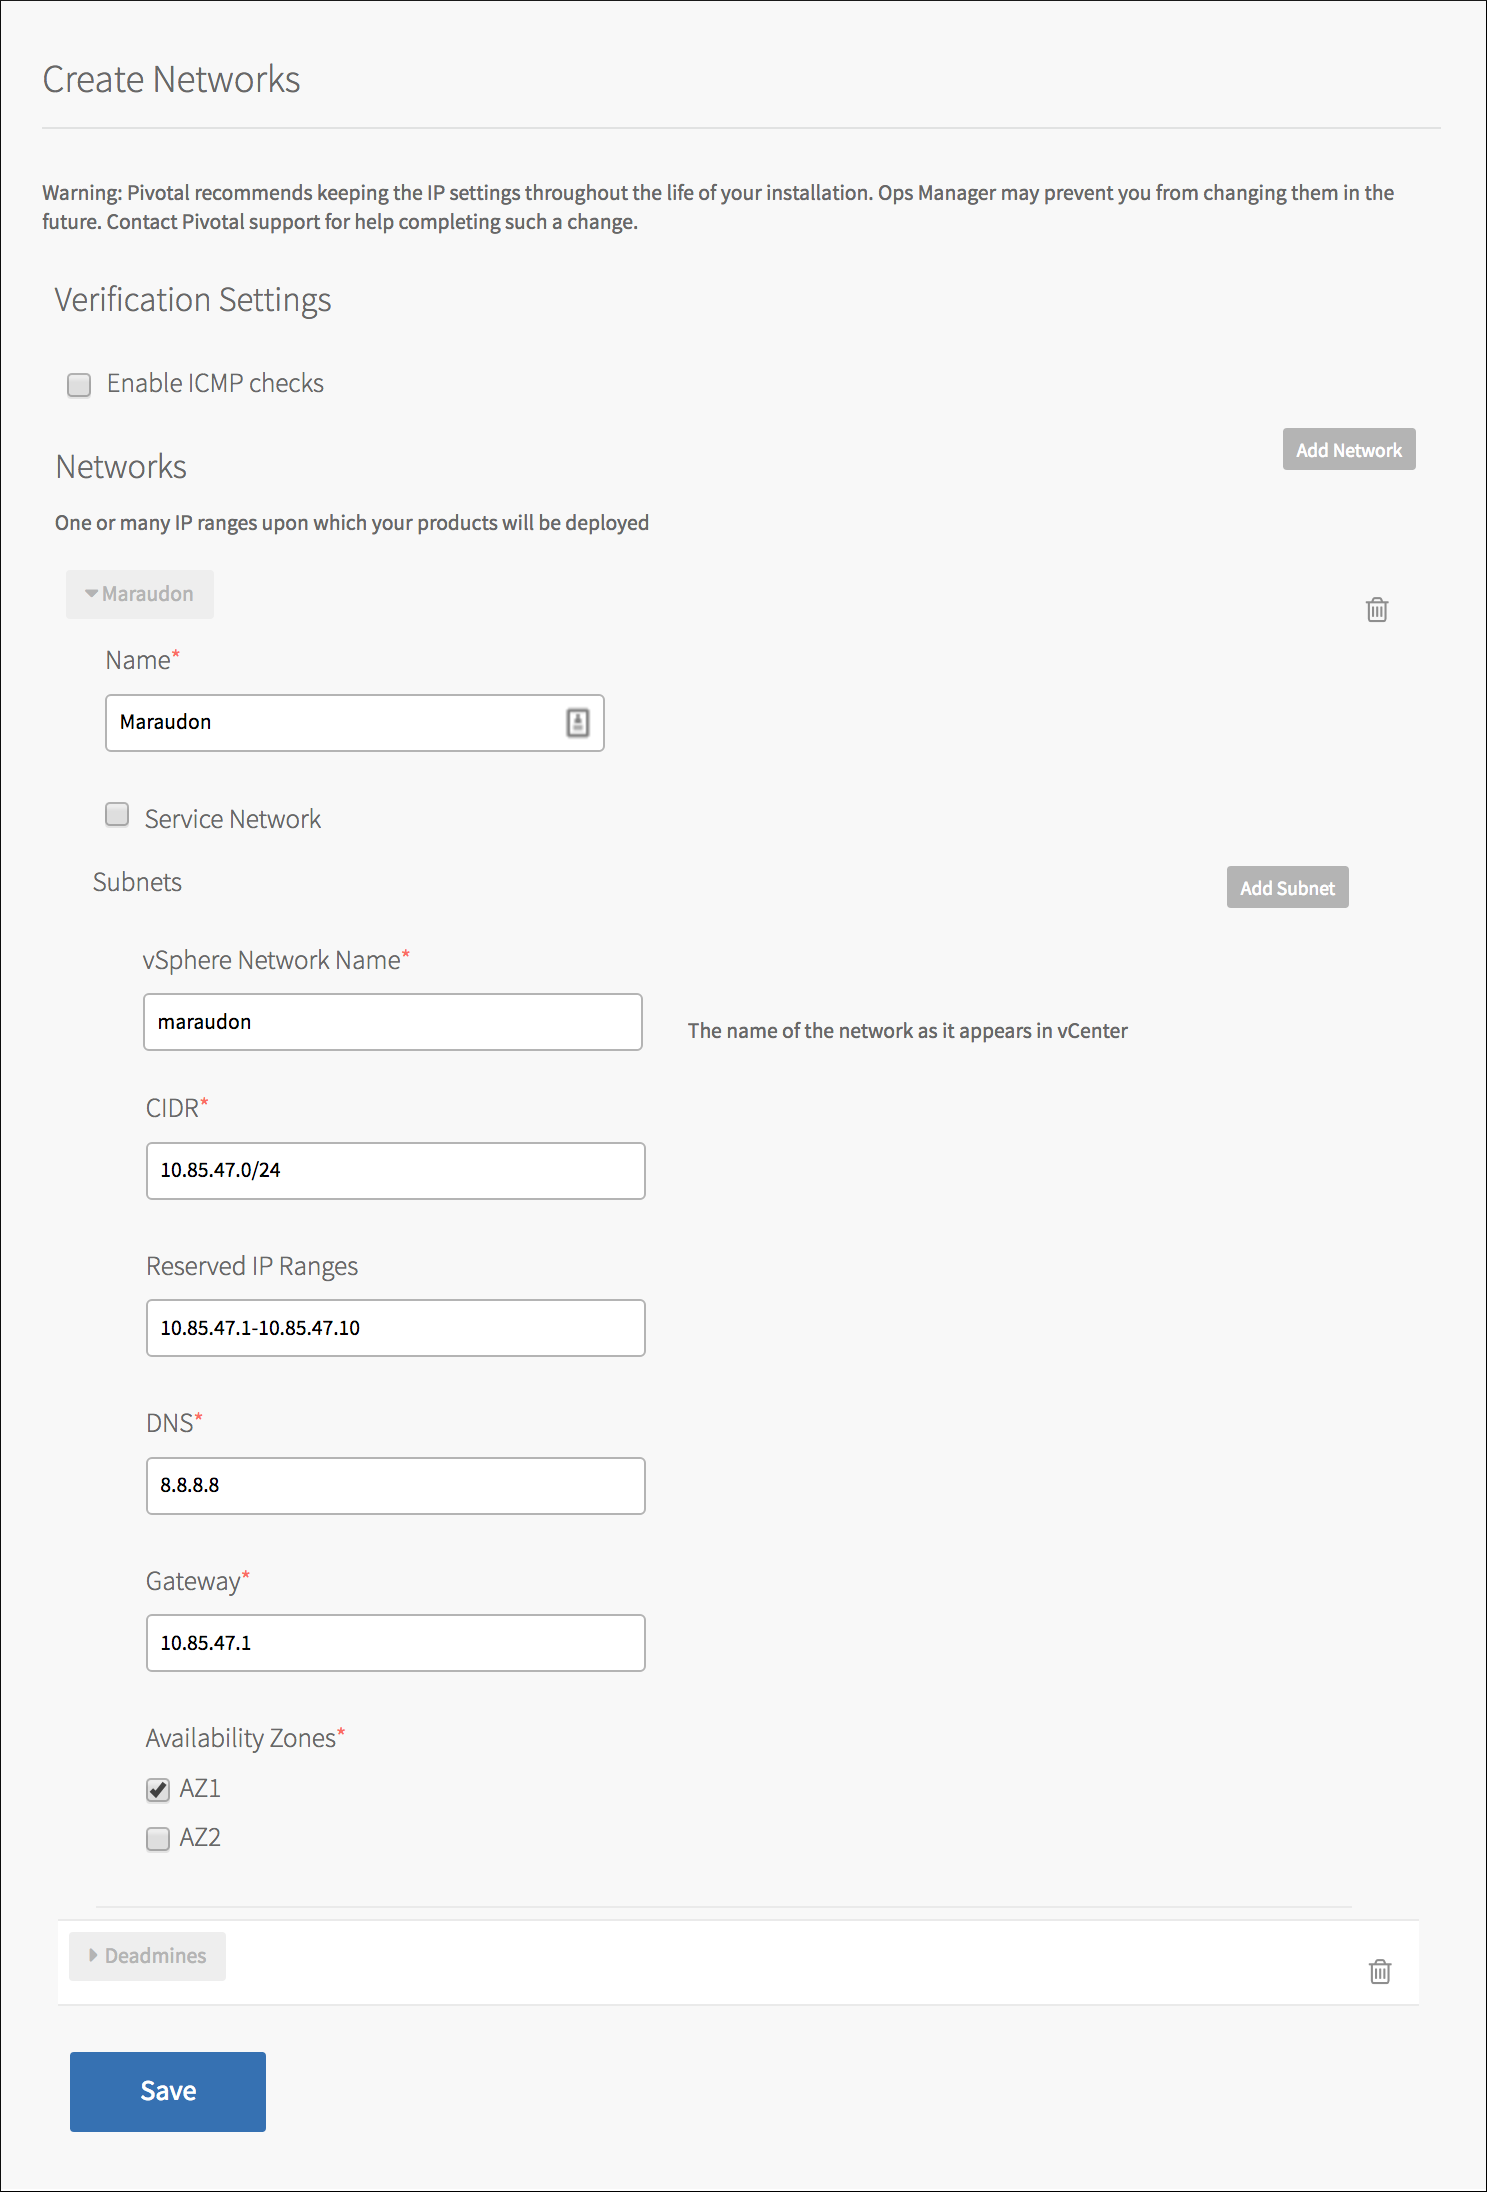 Create Networks
Warning: Pivotal recommends keeping the IP settings throughout the life of your installation. Ops Manager may prevent you from changing them in the
future. Contact Pivotal support for help completing such a change.
Verification Settings
Enable ICMP checks
Networks
Add Network
One or many IP ranges upon which your products will be deployed
Maraudon
Name*
Maraudon
Service Network
Subnets
Add Subnet
vSphere Network Name*
maraudon
The name of the network as it appears in vCenter
CIDR*
10.85.47.0/24
Reserved IP Ranges
10.85.47.1-10.85.47.10
DNS*
8.8.8.8
Gateway*
10.85.47.1
Availability Zones*
AZ1
AZ2
Deadmines
Save